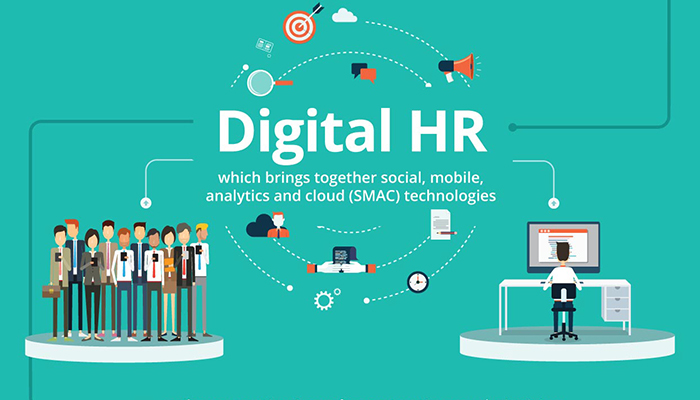 Digital HR
which brings together social, mobile,
analytics and cloud (SMAC) technologies